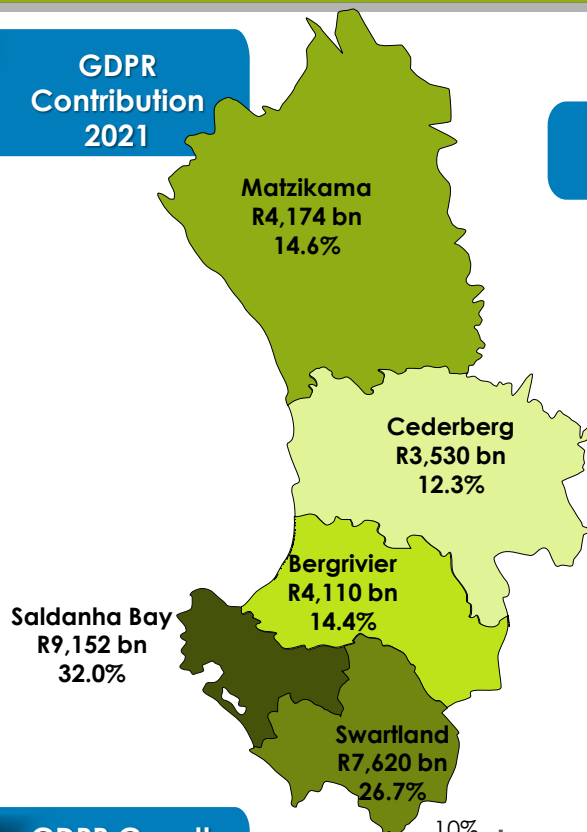 GDPR
Contribution
2021
Matzikama
R4,174 bn
14.6%
Cederberg
R3,530 bn
12.3%
Bergrivier
R4,110 bn
14.4%
Saldanha Bay
R9,152 bn
32.0%
Swartland
R7,620 bn
26.7%
10%